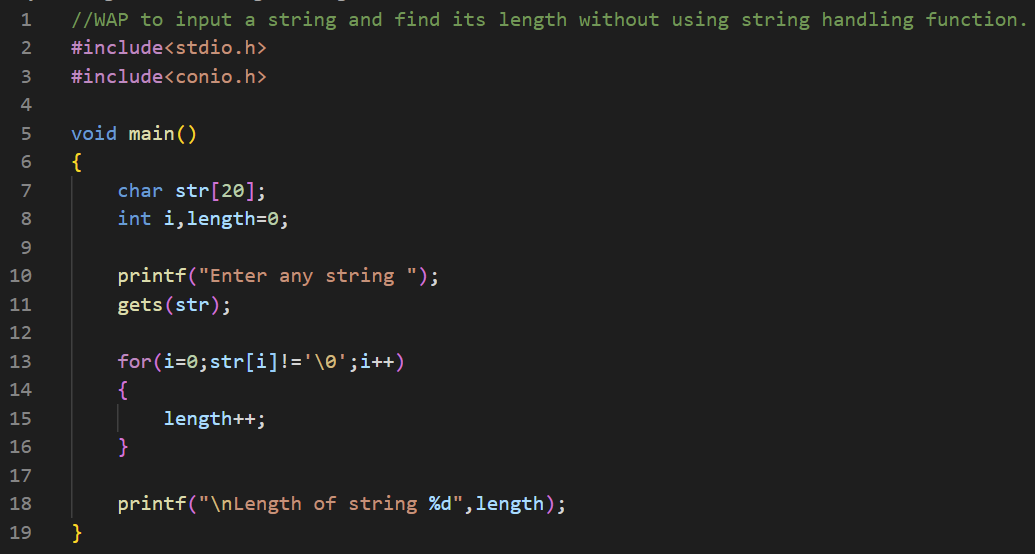 1 //WAP to input a string and find its length without using string handling function.
2 #include<stdio.h>
3 #include<conio.h>
4
5 void main()
6 {
7     char str[20];
8     int i,length=0;
9
10     printf("Enter any string ");
11     gets(str);
12
13     for(i=0;str[i]!='\0';i++)
14     {
15         length++;
16     }
17
18     printf("\nLength of string %d",length);
19 }